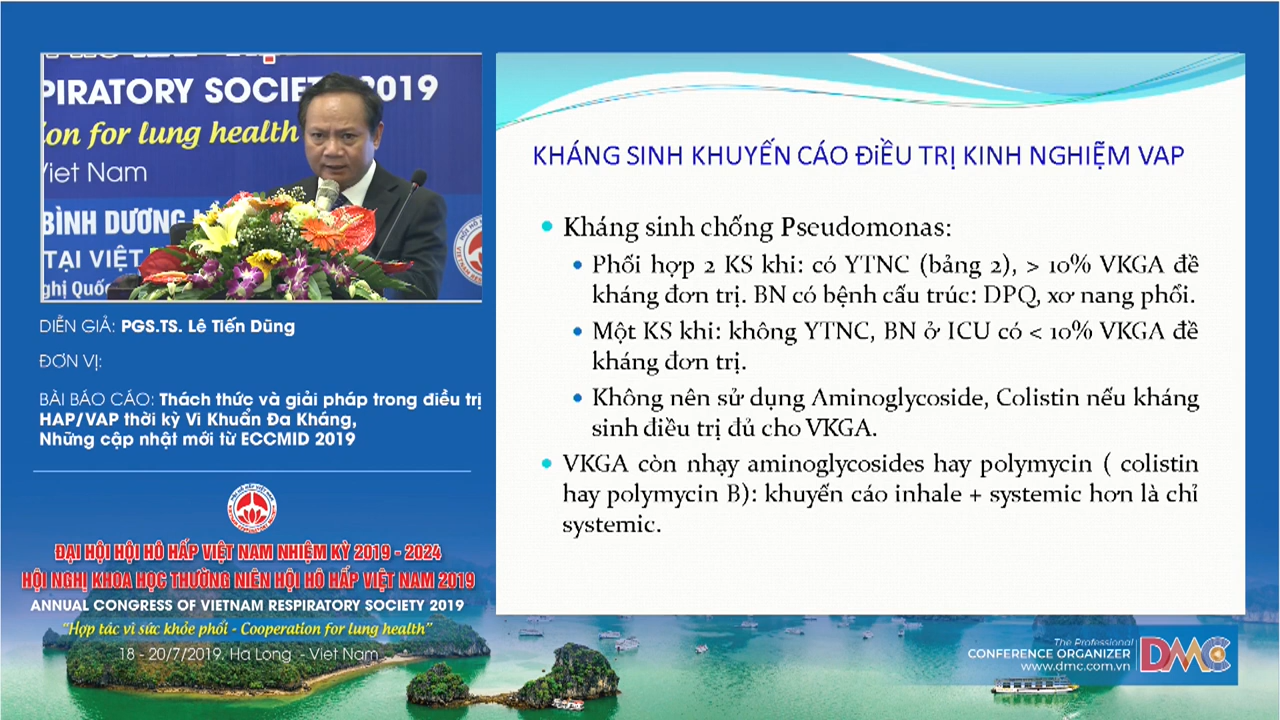 PIRATORY SOCIETY 2019
ion for lung health
Viet Nam
BÌNH DƯƠNG
TẠI VIỆT
nghị Quốc
DIỄN GIẢ: PGS.TS. Lê Tiến Dũng
ĐƠN VỊ:
BÀI BÁO CÁO: Thách thức và giải pháp trong điều trị
HAP/VAP thời kỳ Vi Khuẩn Đa Kháng,
Những cập nhật mới từ ECCMID 2019
ĐẠI HỘI HỘI HÔ HẤP VIỆT NAM NHIỆM KỲ 2019 - 2024
HỘI NGHỊ KHOA HỌC THƯỜNG NIÊN HỘI HÔ HẤP VIỆT NAM 2019
ANNUAL CONGRESS OF VIETNAM RESPIRATORY SOCIETY 2019
"Hợp tác vì sức khỏe phổi - Cooperation for lung health"
18 - 20/7/2019. Ha Long - Viet Nam
KHÁNG SINH KHUYẾN CÁO ĐiỀU TRỊ KINH NGHIỆM VAP
• Kháng sinh chống Pseudomonas:
• Phối hợp 2 KS khi: có YTNC (bảng 2), > 10% VKGA đề
kháng đơn trị. BN có bệnh cấu trúc: DPQ, xơ nang phổi.
• Một KS khi: không YTNC, BN ở ICU có < 10% VKGA đề
kháng đơn trị.
• Không nên sử dụng Aminoglycoside, Colistin nếu kháng
sinh điều trị đủ cho VKGA.
• VKGA còn nhạy aminoglycosides hay polymycin ( colistin
hay polymycin B): khuyến cáo inhale + systemic hơn là chỉ
systemic.
The Professional
CONFERENCE ORGANIZER
www.dmc.com.vn
DMC